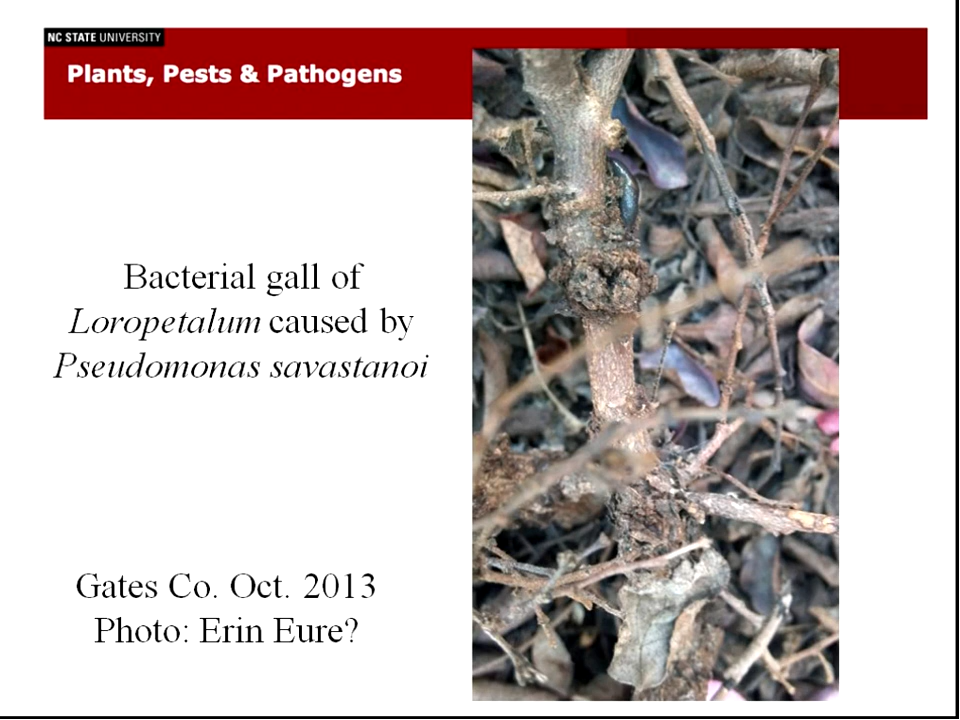 NC STATE UNIVERSITY
Plants, Pests & Pathogens
Bacterial gall of
Loropetalum caused by
Pseudomonas savastanoi
Gates Co. Oct. 2013
Photo: Erin Eure?